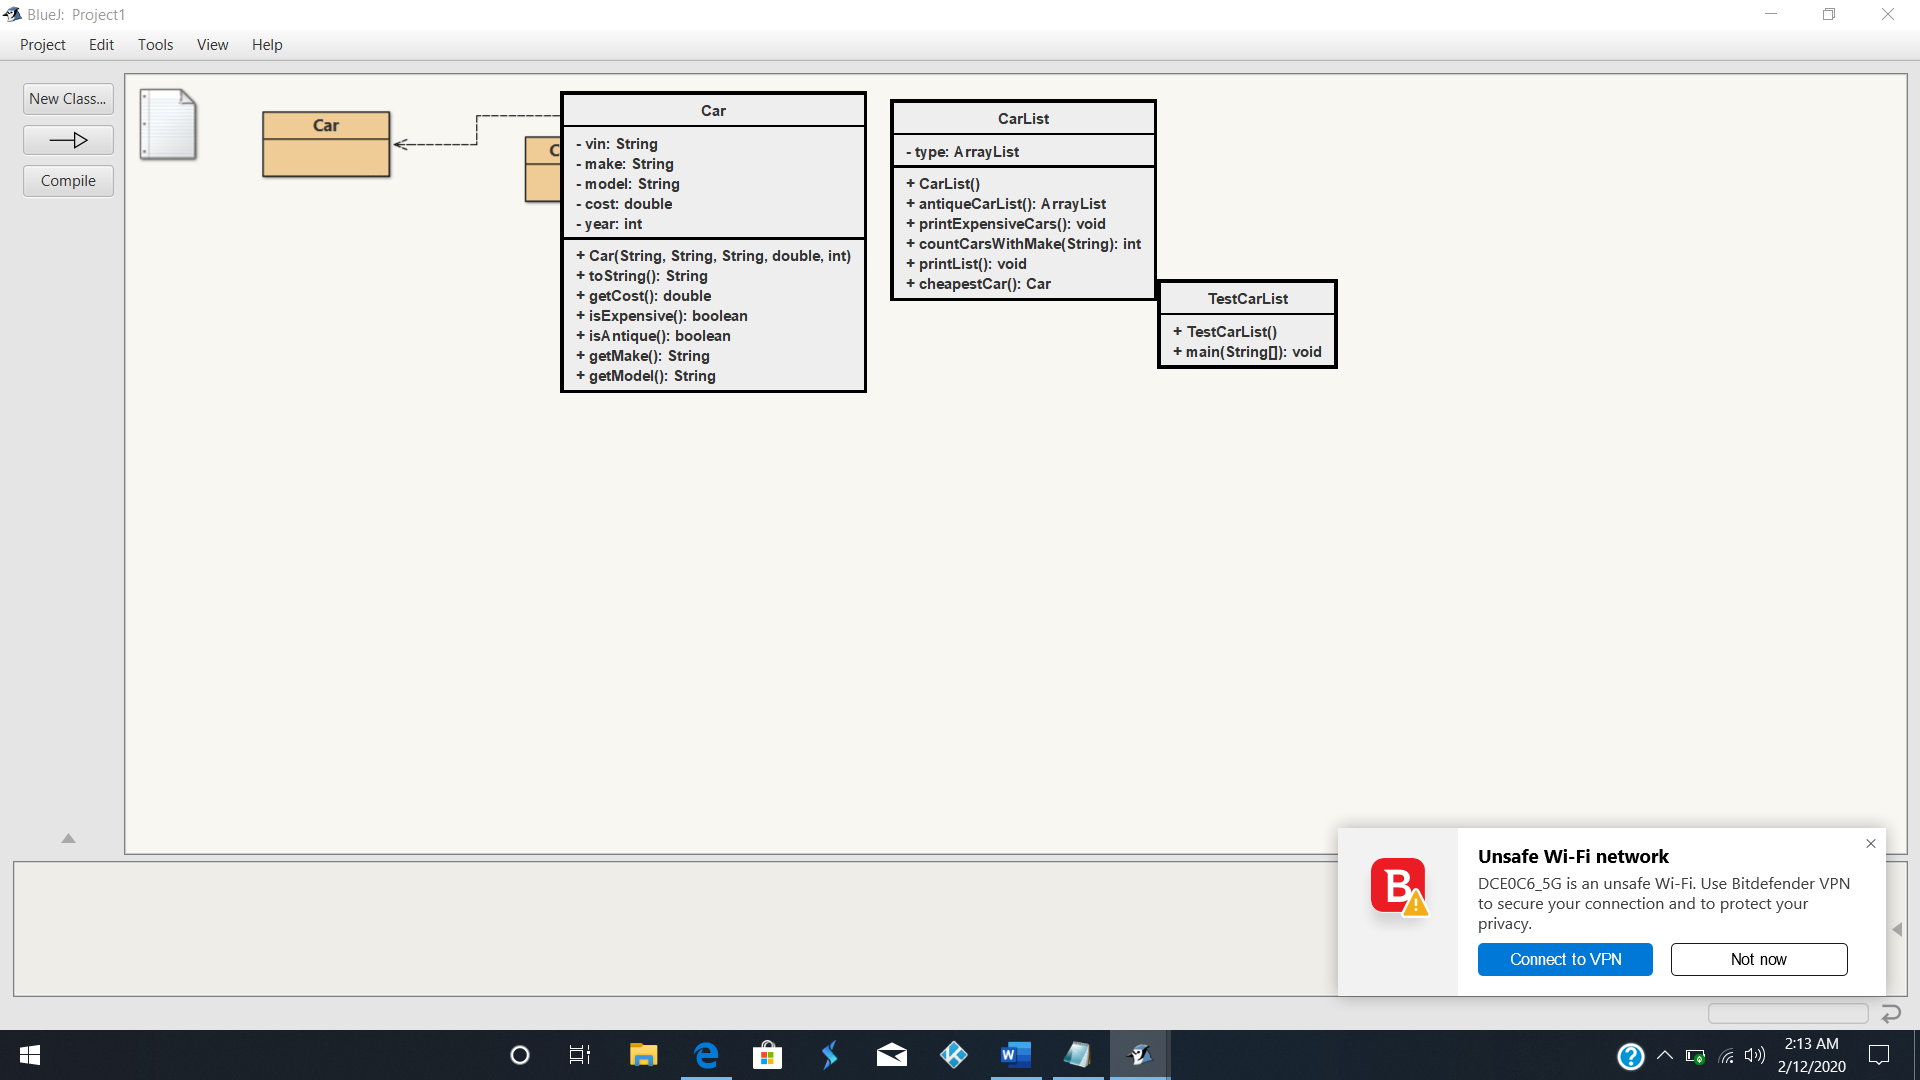 BlueJ: Project1
Project Edit Tools View Help
New Class...
Compile
Car
C
Car
- vin: String
- make: String
- model: String
- cost: double
- year: int
+ Car(String, String, String, double, int)
+ toString(): String
+ getCost(): double
+ isExpensive(): boolean
+ isAntique(): boolean
+ getMake(): String
+ getModel(): String
CarList
- type: ArrayList
+ CarList()
+ antiqueCarList(): ArrayList
+ printExpensiveCars(): void
+ countCarsWithMake(String): int
+ printList(): void
+ cheapestCar(): Car
TestCarList
+ TestCarList()
+ main(String[]): void
Unsafe Wi-Fi network
DCE0C6_5G is an unsafe Wi-Fi. Use Bitdefender VPN
to secure your connection and to protect your
privacy.
Connect to VPN
Not now
B
W
2:13 AM
2/12/2020